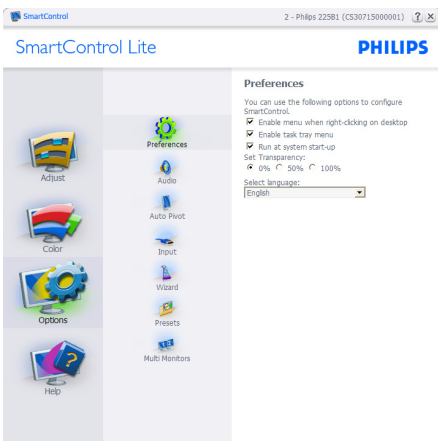 SmartControl
2 - Philips 225B1 (CS30715000001)
SmartControl Lite
PHILIPS
Adjust
Color
Options
Help
Preferences
Audio
Auto Pivot
Input
Wizard
Presets
Multi Monitors
Preferences
You can use the following options to configure
SmartControl.
Enable menu when right-clicking on desktop
Enable task tray menu
Run at system start-up
Set Transparency:
0% 50% 100%
Select language:
English